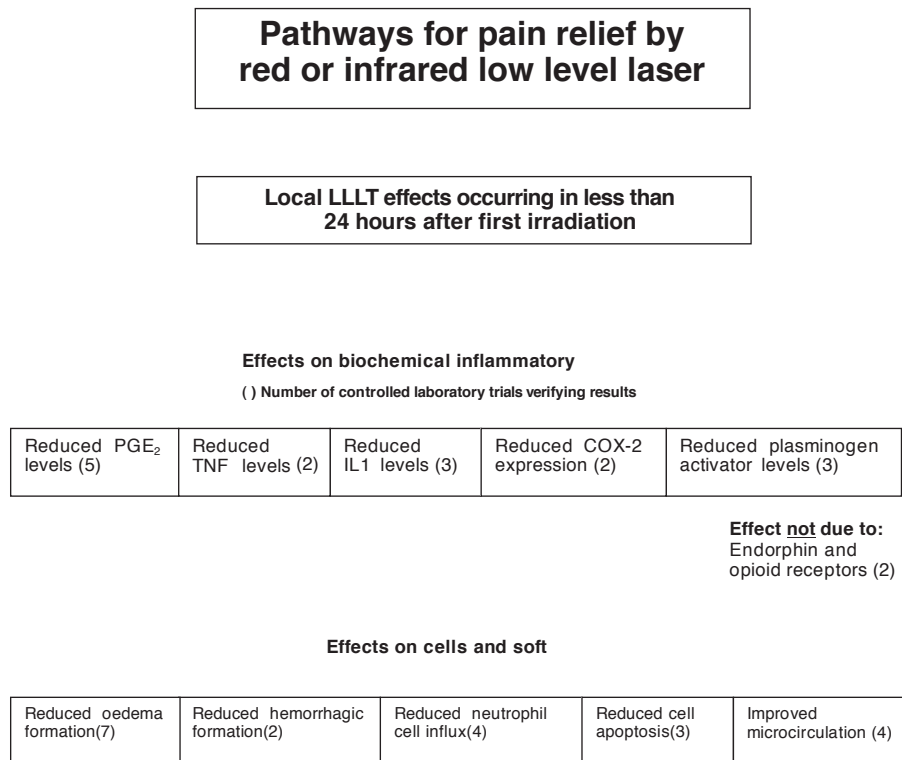 Pathways for pain relief by
red or infrared low level laser
Local LLLT effects occurring in less than
24 hours after first irradiation
Effects on biochemical inflammatory
( ) Number of controlled laboratory trials verifying results
Reduced PGE₂
levels (5)
Reduced
TNF levels (2)
Reduced
IL1 levels (3)
Reduced COX-2
expression (2)
Reduced plasminogen
activator levels (3)
Effect not due to:
Endorphin and
opioid receptors (2)
Effects on cells and soft
Reduced oedema
formation(7)
Reduced hemorrhagic
formation(2)
Reduced neutrophil
cell influx(4)
Reduced cell
apoptosis(3)
Improved
microcirculation (4)